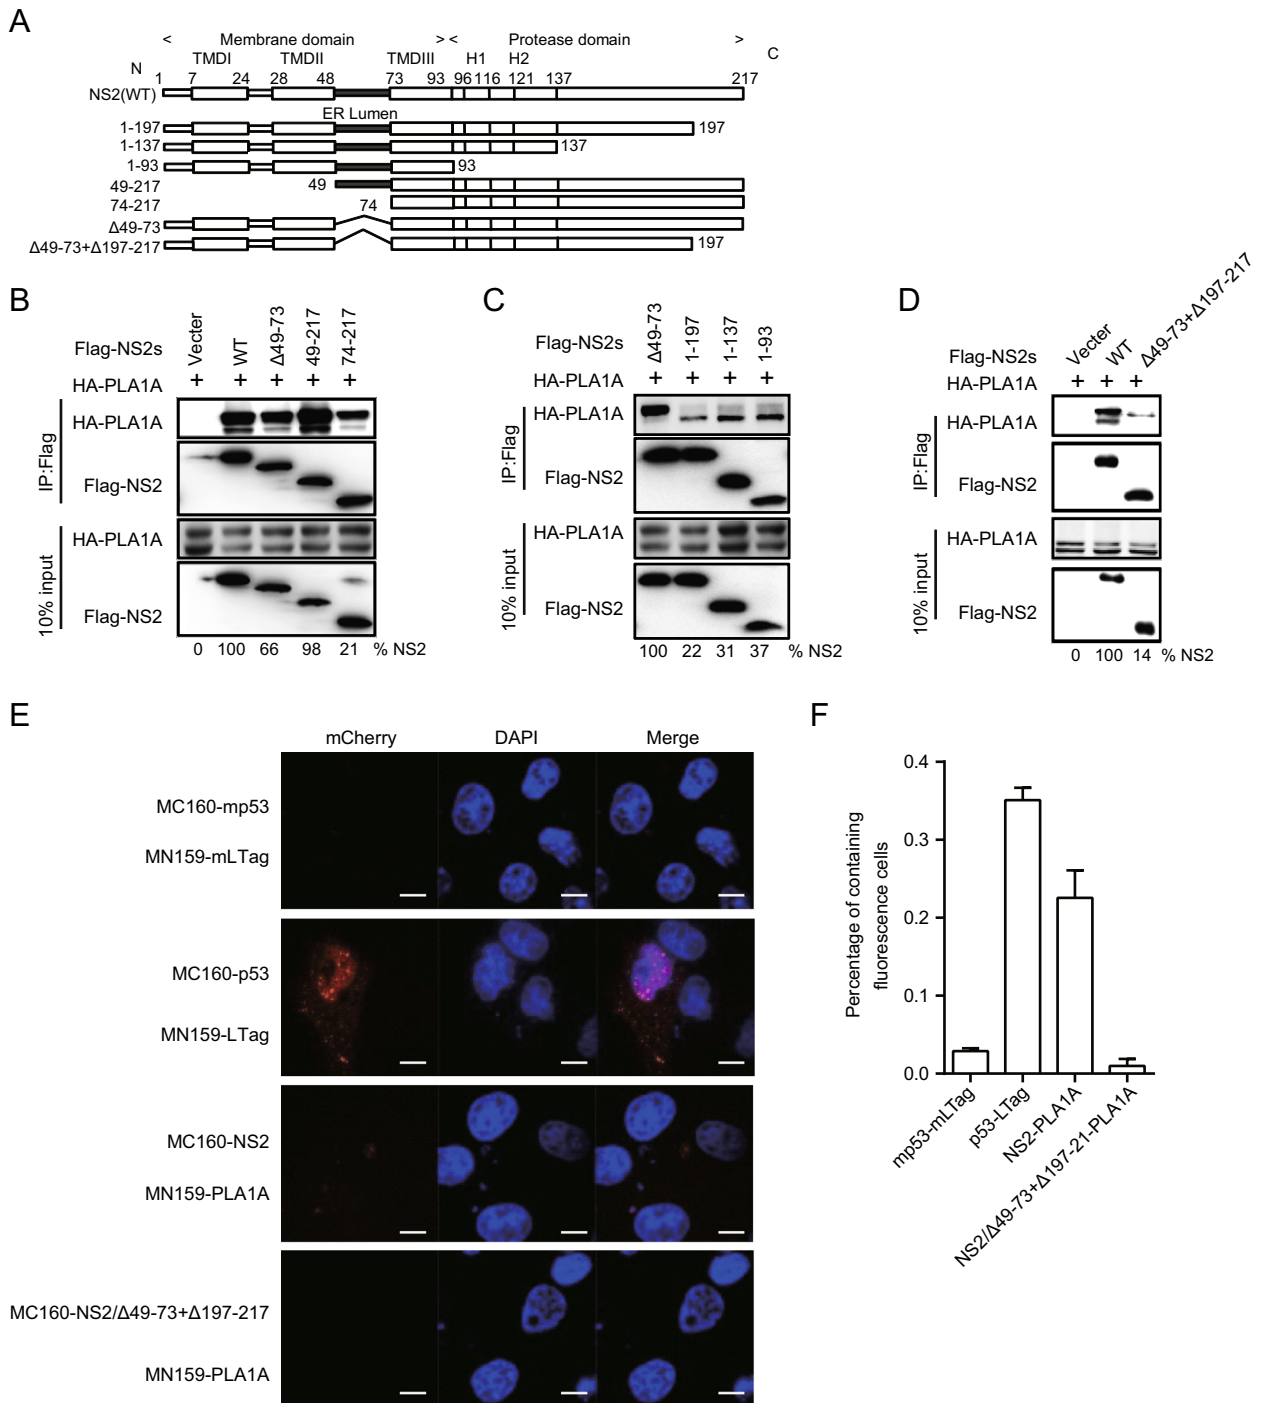 A
< Membrane domain > < Protease domain >
TMDI TMDII TMDIII H1 H2 C
N
1 7 24 28 48 73 93 96 116 121 137 217
NS2(WT)
ER Lumen
1-197 197
1-137 137
1-93 93
49-217 49
74-217 74
Δ49-73
Δ49-73+Δ197-217 197
B
Flag-NS2s Vecter WT Δ49-73 49-217 74-217
HA-PLA1A + + + + +
IP:Flag
HA-PLA1A
Flag-NS2
10% input
HA-PLA1A
Flag-NS2
0 100 66 98 21 % NS2
C
Flag-NS2s Δ49-73 1-197 1-137 1-93
HA-PLA1A + + + +
IP:Flag
HA-PLA1A
Flag-NS2
10% input
HA-PLA1A
Flag-NS2
100 22 31 37 % NS2
D
Flag-NS2s Vecter WT Δ49-73+Δ197-217
HA-PLA1A + + +
IP:Flag
HA-PLA1A
Flag-NS2
10% input
HA-PLA1A
Flag-NS2
0 100 14 % NS2
E
mCherry DAPI Merge
MC160-mp53
MN159-mLTag
MC160-p53
MN159-LTag
MC160-NS2
MN159-PLA1A
MC160-NS2/Δ49-73+Δ197-217
MN159-PLA1A
F
Percentage of containing
fluorescence cells
0.4
0.3
0.2
0.1
0.0
mp53-mLTag
p53-LTag
NS2-PLA1A
NS2/Δ49-73+Δ197-21-PLA1A